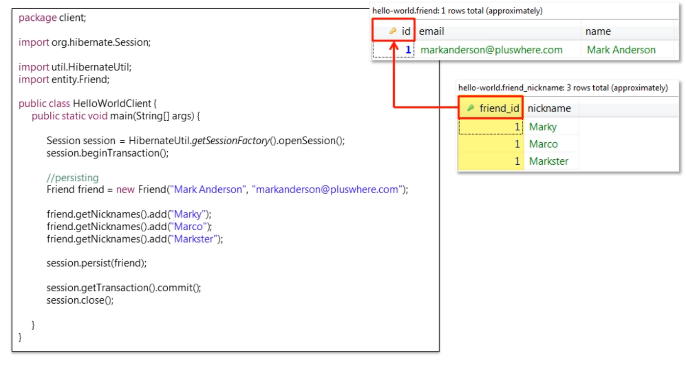 package client;
import org.hibernate.Session;
import util.HibernateUtil;
import entity.Friend;
public class HelloWorldClient {
public static void main(String[] args) {
Session session = HibernateUtil.getSessionFactory().openSession();
session.beginTransaction();
//persisting
Friend friend = new Friend("Mark Anderson", "markanderson@pluswhere.com");
friend.getNicknames().add("Marky");
friend.getNicknames().add("Marco");
friend.getNicknames().add("Markster");
session.persist(friend);
session.getTransaction().commit();
session.close();
}
}
hello-world.friend: 1 rows total (approximately)
id email name
1 markanderson@pluswhere.com Mark Anderson
hello-world.friend_nickname: 3 rows total (approximately)
friend_id nickname
1 Marky
1 Marco
1 Markster